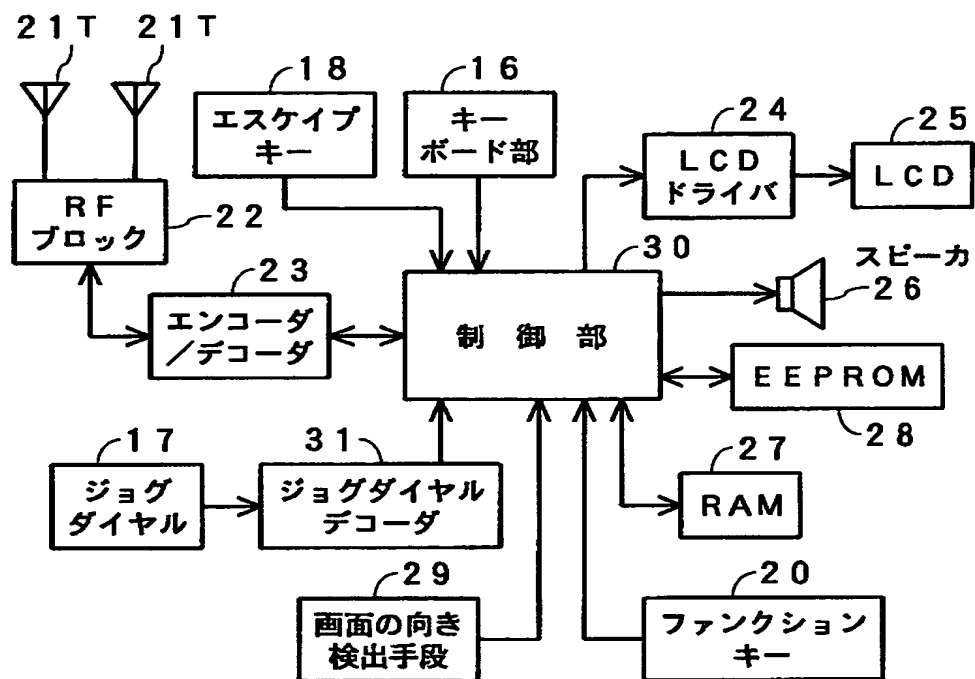 21T
21T
18
エスケイプ
キー
16
キー
ボード部
24
LCD
ドライバ
25
LCD
RF
ブロック
22
23
エンコーダ
/デコーダ
30
制御部
スピーカ
26
EEPROM
28
17
ジョグ
ダイヤル
31
ジョグダイヤル
デコーダ
27
RAM
29
画面の向き
検出手段
20
ファンクション
キー